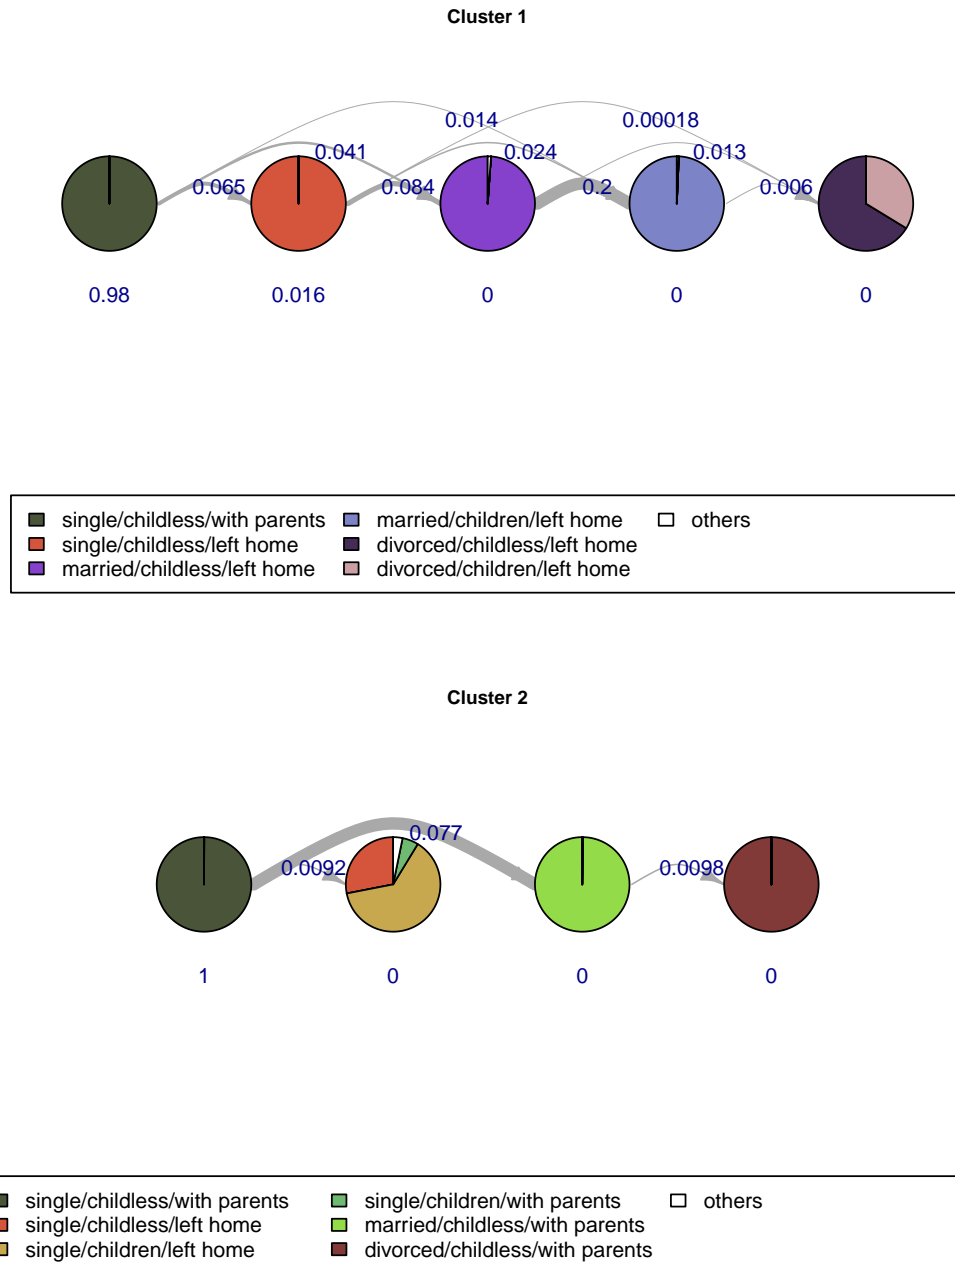 Cluster 1
0.014 0.00018
0.041 0.024 0.013
0.065 0.084 0.2 0.006
0.98 0.016 0 0 0
single/childless/with parents married/children/left home others
single/childless/left home divorced/childless/left home
married/childless/left home divorced/children/left home
Cluster 2
0.077
0.0092 0.0098
1 0 0 0
single/childless/with parents single/children/with parents others
single/childless/left home married/childless/with parents
single/children/left home divorced/childless/with parents